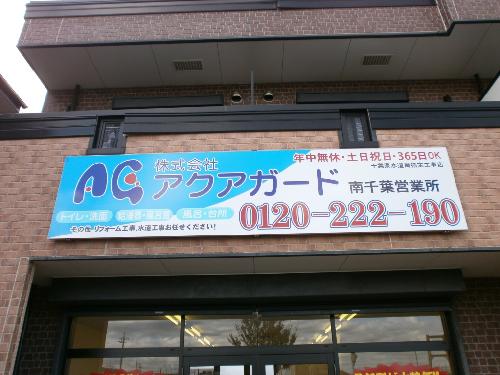 AG
株式会社
アクアガード
年中無休・土日祝日・365日OK
南千葉営業所
0120-222-190
トイレ・洗面
給湯器・風呂釜
風呂・台所
その他 リフォーム工事、水道工事お任せください!